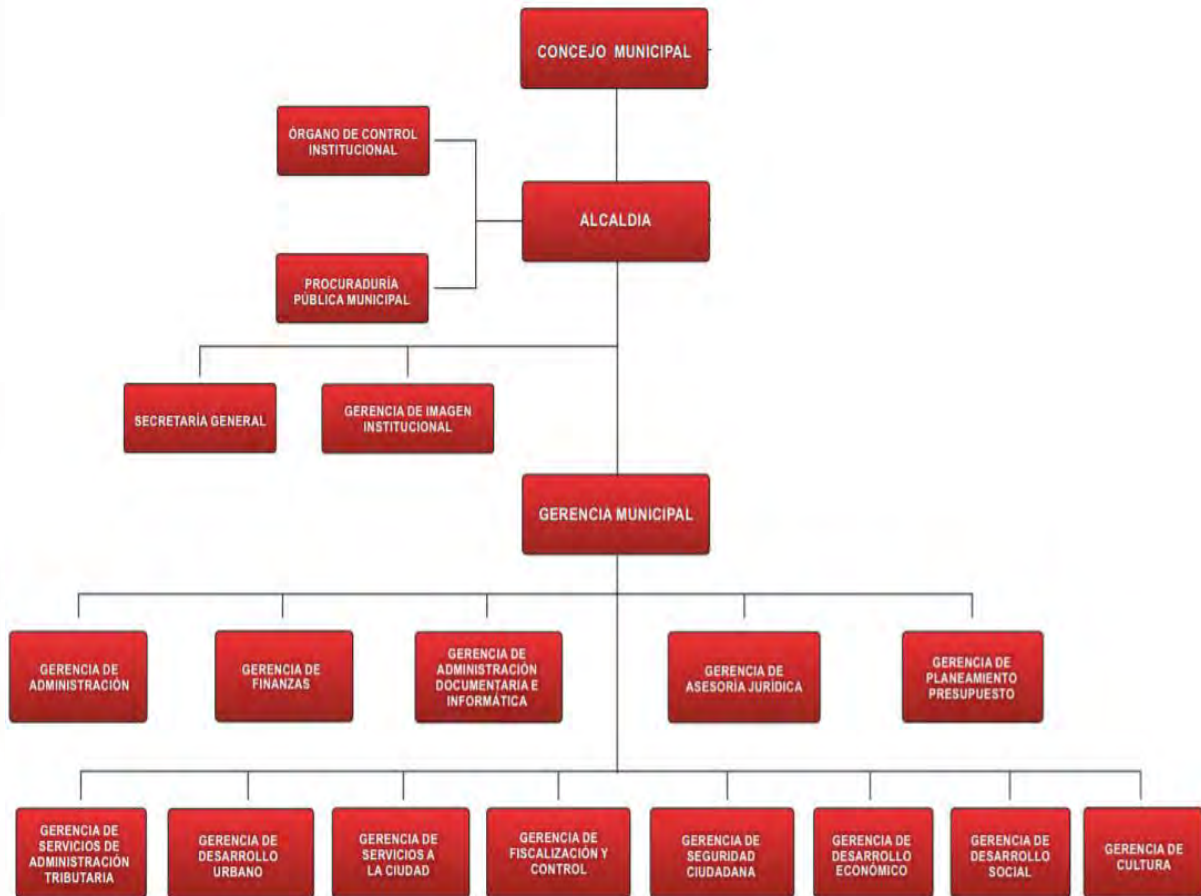 CONCEJO MUNICIPAL
ÓRGANO DE CONTROL
INSTITUCIONAL
ALCALDIA
PROCURADURÍA
PÚBLICA MUNICIPAL
SECRETARÍA GENERAL
GERENCIA DE IMAGEN
INSTITUCIONAL
GERENCIA MUNICIPAL
GERENCIA DE
ADMINISTRACIÓN
GERENCIA DE
FINANZAS
GERENCIA DE
ADMINISTRACIÓN
DOCUMENTARIA E
INFORMÁTICA
GERENCIA DE
ASESORÍA JURÍDICA
GERENCIA DE
PLANEAMIENTO
PRESUPUESTO
GERENCIA DE
SERVICIOS DE
ADMINISTRACIÓN
TRIBUTARIA
GERENCIA DE
DESARROLLO
URBANO
GERENCIA DE
SERVICIOS A
LA CIUDAD
GERENCIA DE
FISCALIZACIÓN Y
CONTROL
GERENCIA DE
SEGURIDAD
CIUDADANA
GERENCIA DE
DESARROLLO
ECONÓMICO
GERENCIA DE
DESARROLLO
SOCIAL
GERENCIA DE
CULTURA